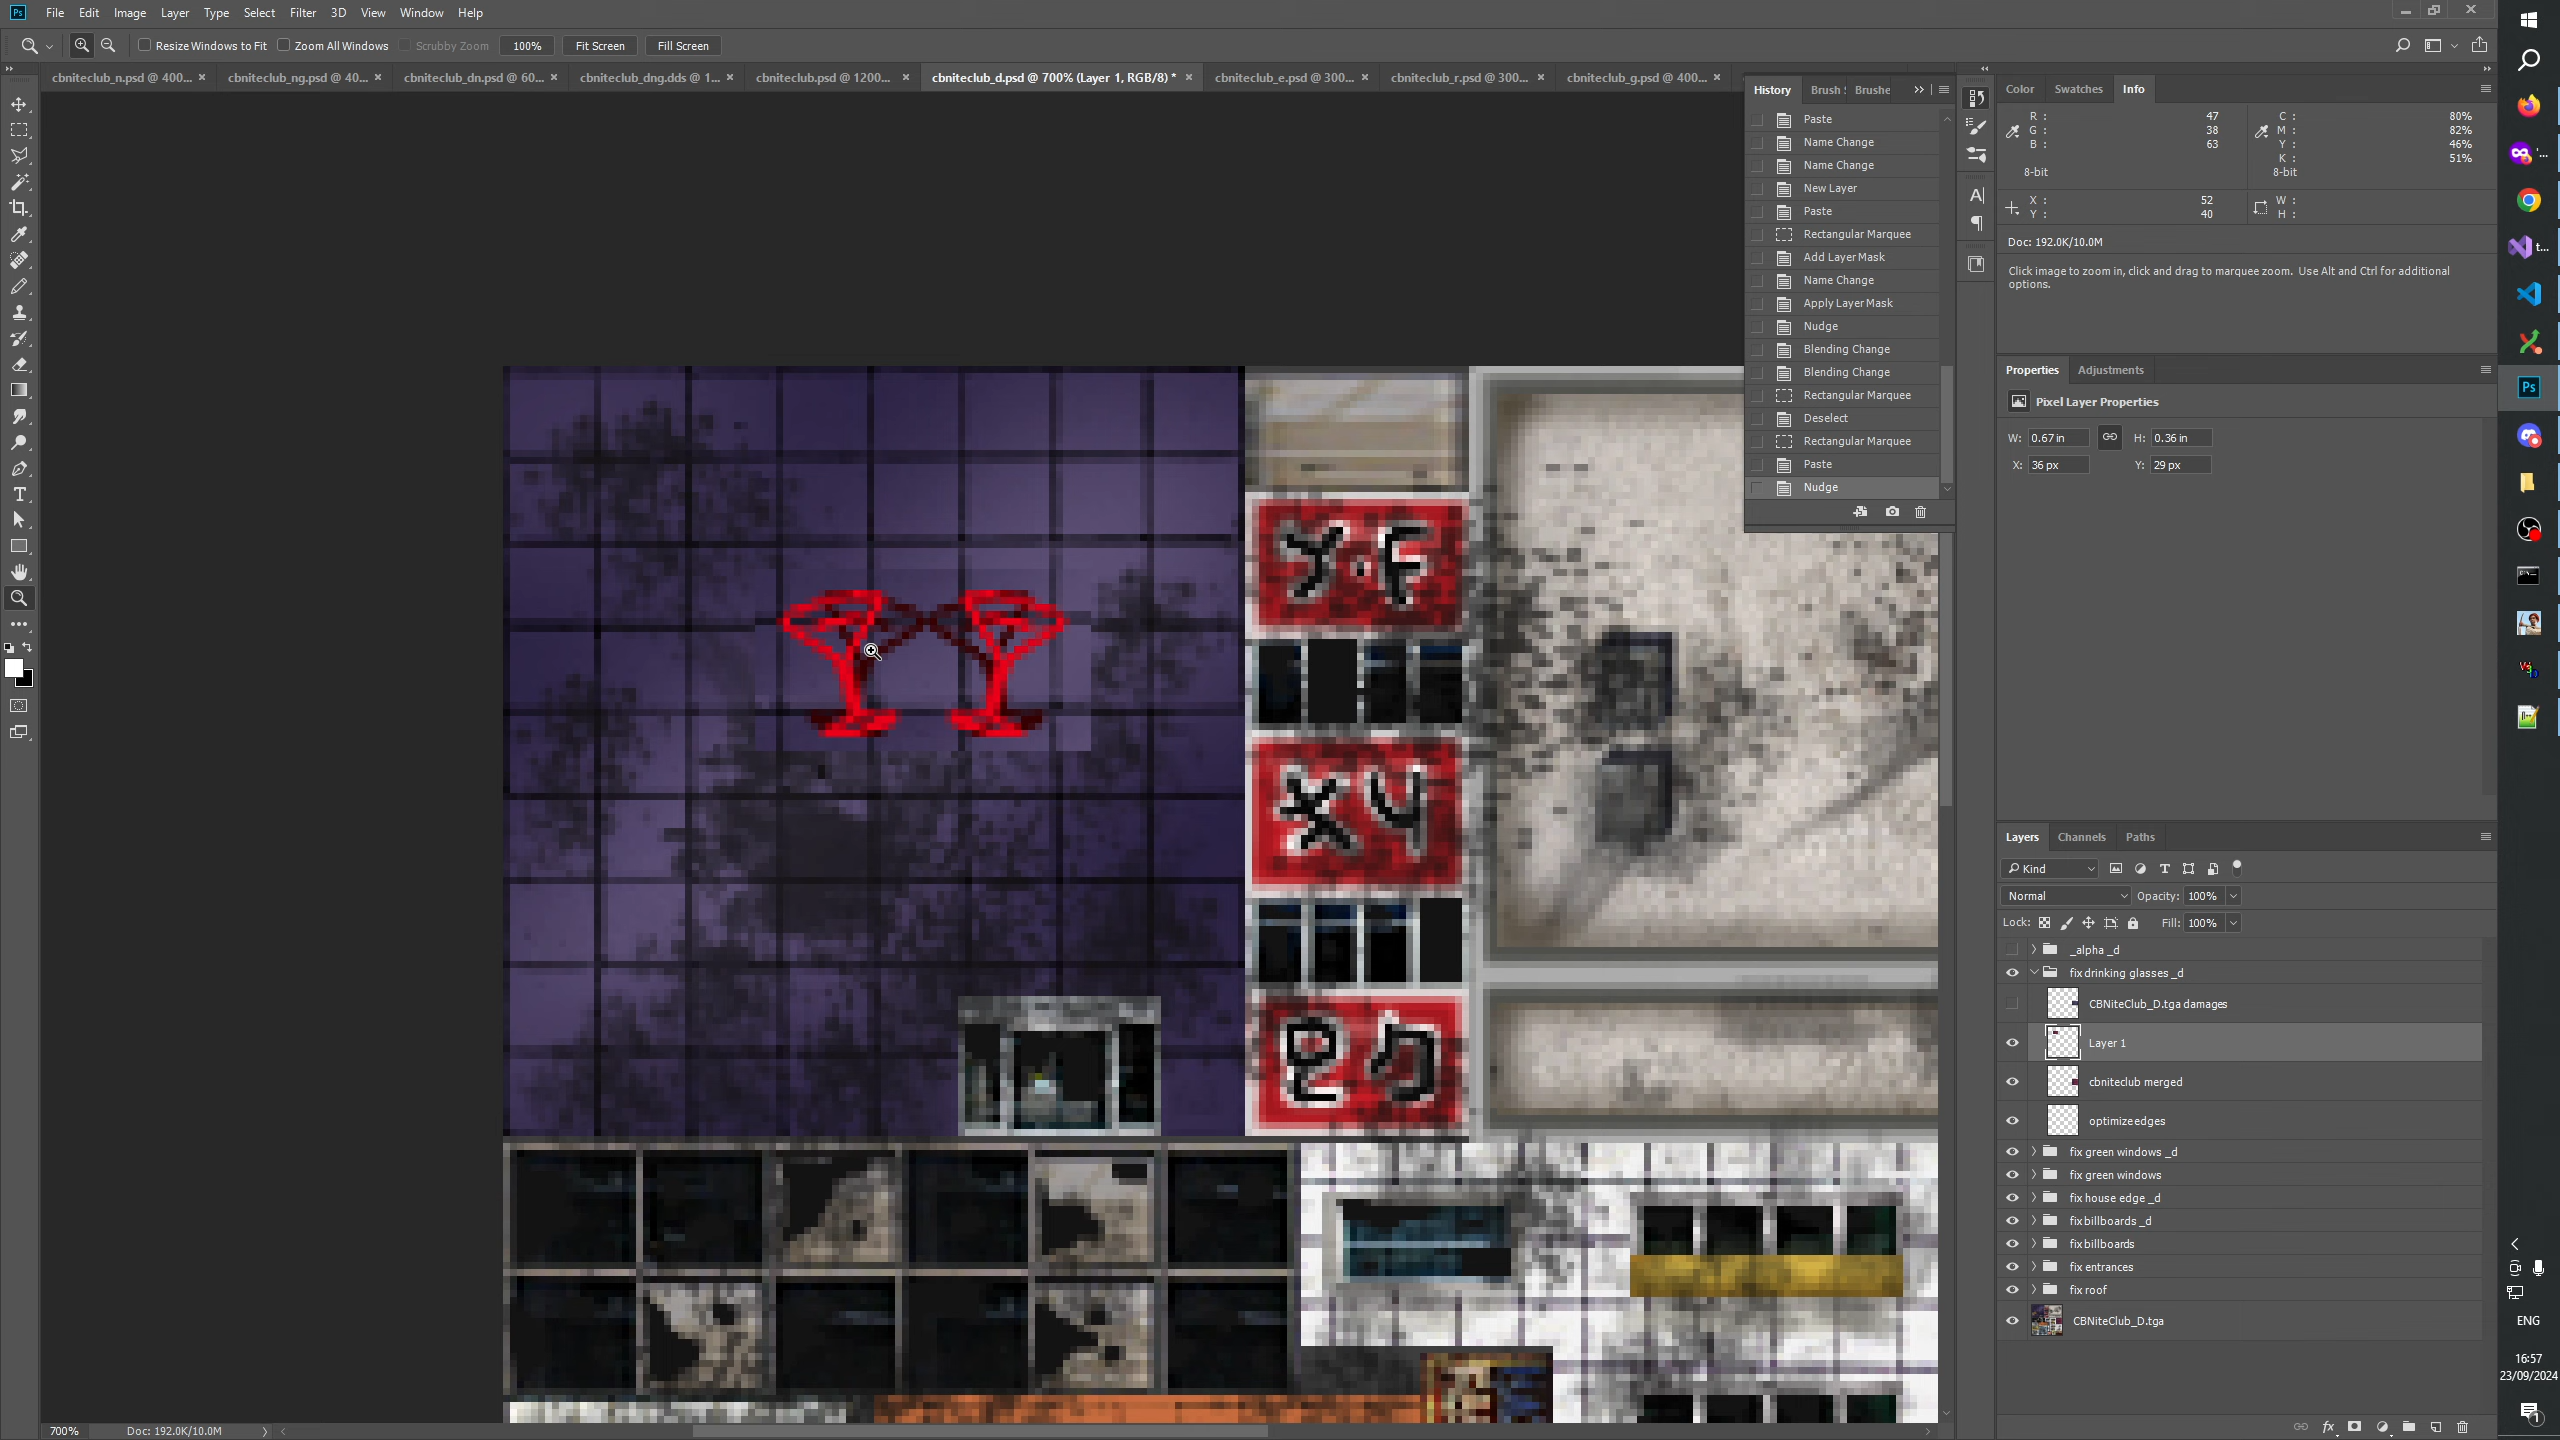 Ps File Edit Image Layer Type Select Filter 3D View Window Help
Resize Windows to Fit Zoom All Windows Scrubby Zoom 100% Fit Screen Fill Screen
cbniteclub_n.psd @ 400... × cbniteclub_ng.psd @ 40... × cbniteclub_dn.psd @ 60... × cbniteclub_dng.dds @ 1... × cbniteclub.psd @ 1200... × cbniteclub_d.psd @ 700% (Layer 1, RGB/8) * × cbniteclub_e.psd @ 300... × cbniteclub_r.psd @ 300... × cbniteclub_g.psd @ 400... ×
History Brush Brushe
Paste
Name Change
Name Change
New Layer
Paste
Rectangular Marquee
Add Layer Mask
Name Change
Apply Layer Mask
Nudge
Blending Change
Blending Change
Rectangular Marquee
Deselect
Rectangular Marquee
Paste
Nudge
Color Swatches Info
R : 47 C : 80%
G : 38 M : 82%
B : 63 Y : 46%
K : 51%
8-bit 8-bit
X : 52 W :
Y : 40 H :
Doc: 192.0K/10.0M
Click image to zoom in, click and drag to marquee zoom. Use Alt and Ctrl for additional
options.
Properties Adjustments
Pixel Layer Properties
W: 0.67 in H: 0.36 in
X: 36 px Y: 29 px
Layers Channels Paths
Kind
Normal Opacity: 100%
Lock: Fill: 100%
_alpha _d
fix drinking glasses _d
CBNiteClub_D.tga damages
Layer 1
cbniteclub merged
optimize edges
fix green windows _d
fix green windows
fix house edge _d
fix billboards _d
fix billboards
fix entrances
fix roof
CBNiteClub_D.tga
700% Doc: 192.0K/10.0M
ENG
16:57
23/09/2024